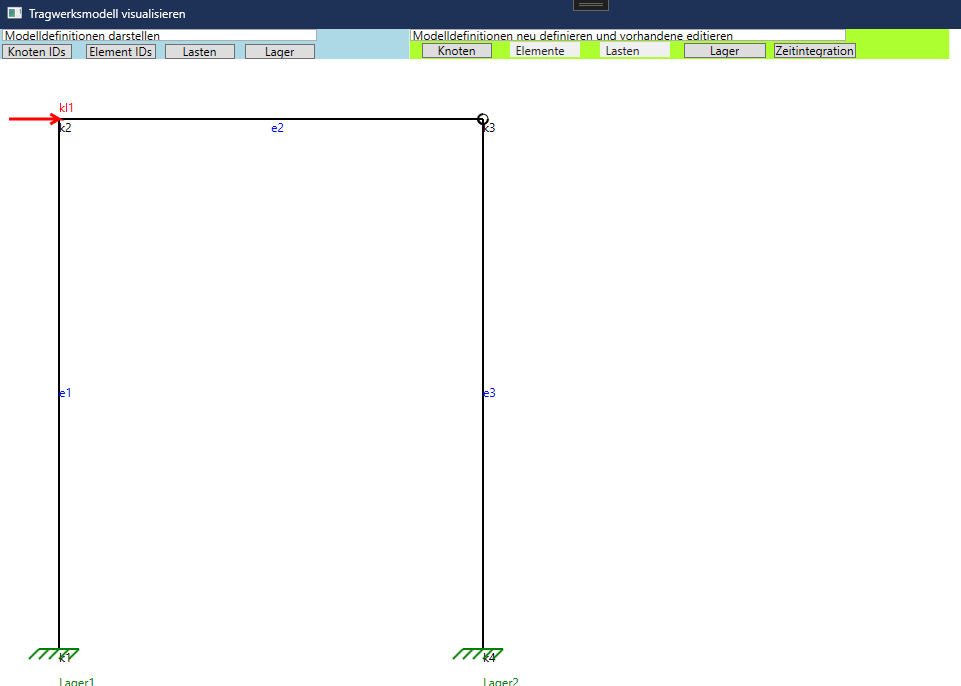 Tragwerksmodell visualisieren
Modelldefinitionen darstellen
Modelldefinitionen neu definieren und vorhandene editieren
Knoten IDs Element IDs Lasten Lager
Knoten Elemente Lasten Lager Zeitintegration
kl1
k2 e2 k3
e1 e3
k1 k4
Lager1 Lager2